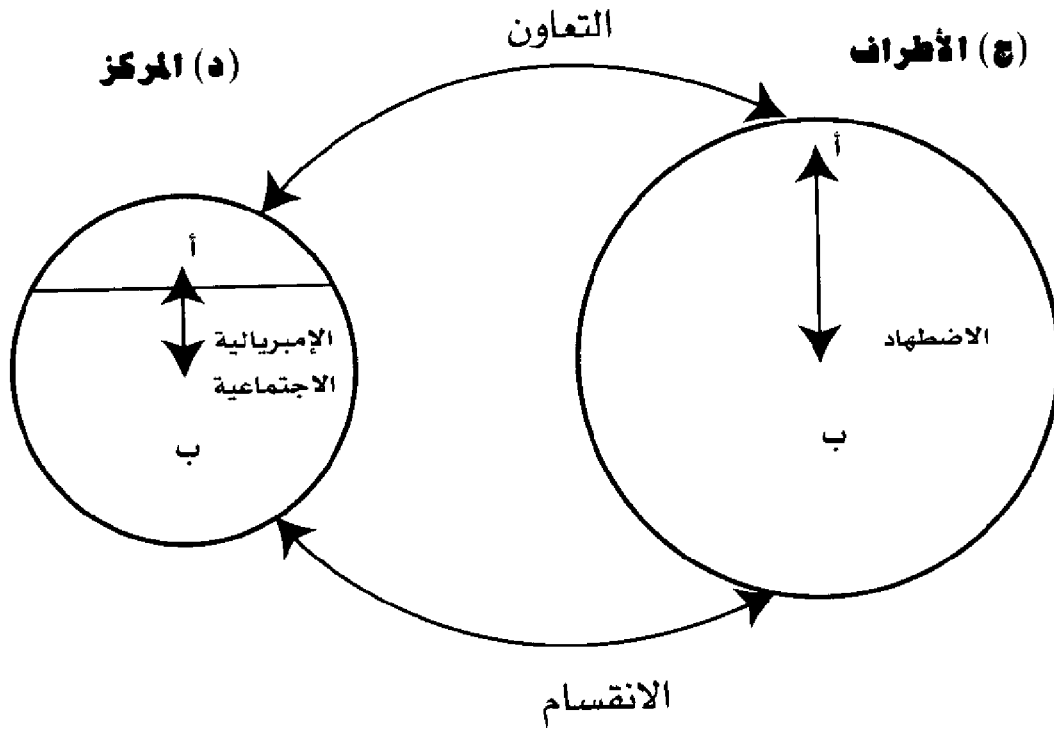 التعاون
(ج) الأطراف
(د) المركز
أ
أ
الاضطهاد
الإمبريالية
الاجتماعية
ب
ب
الانقسام